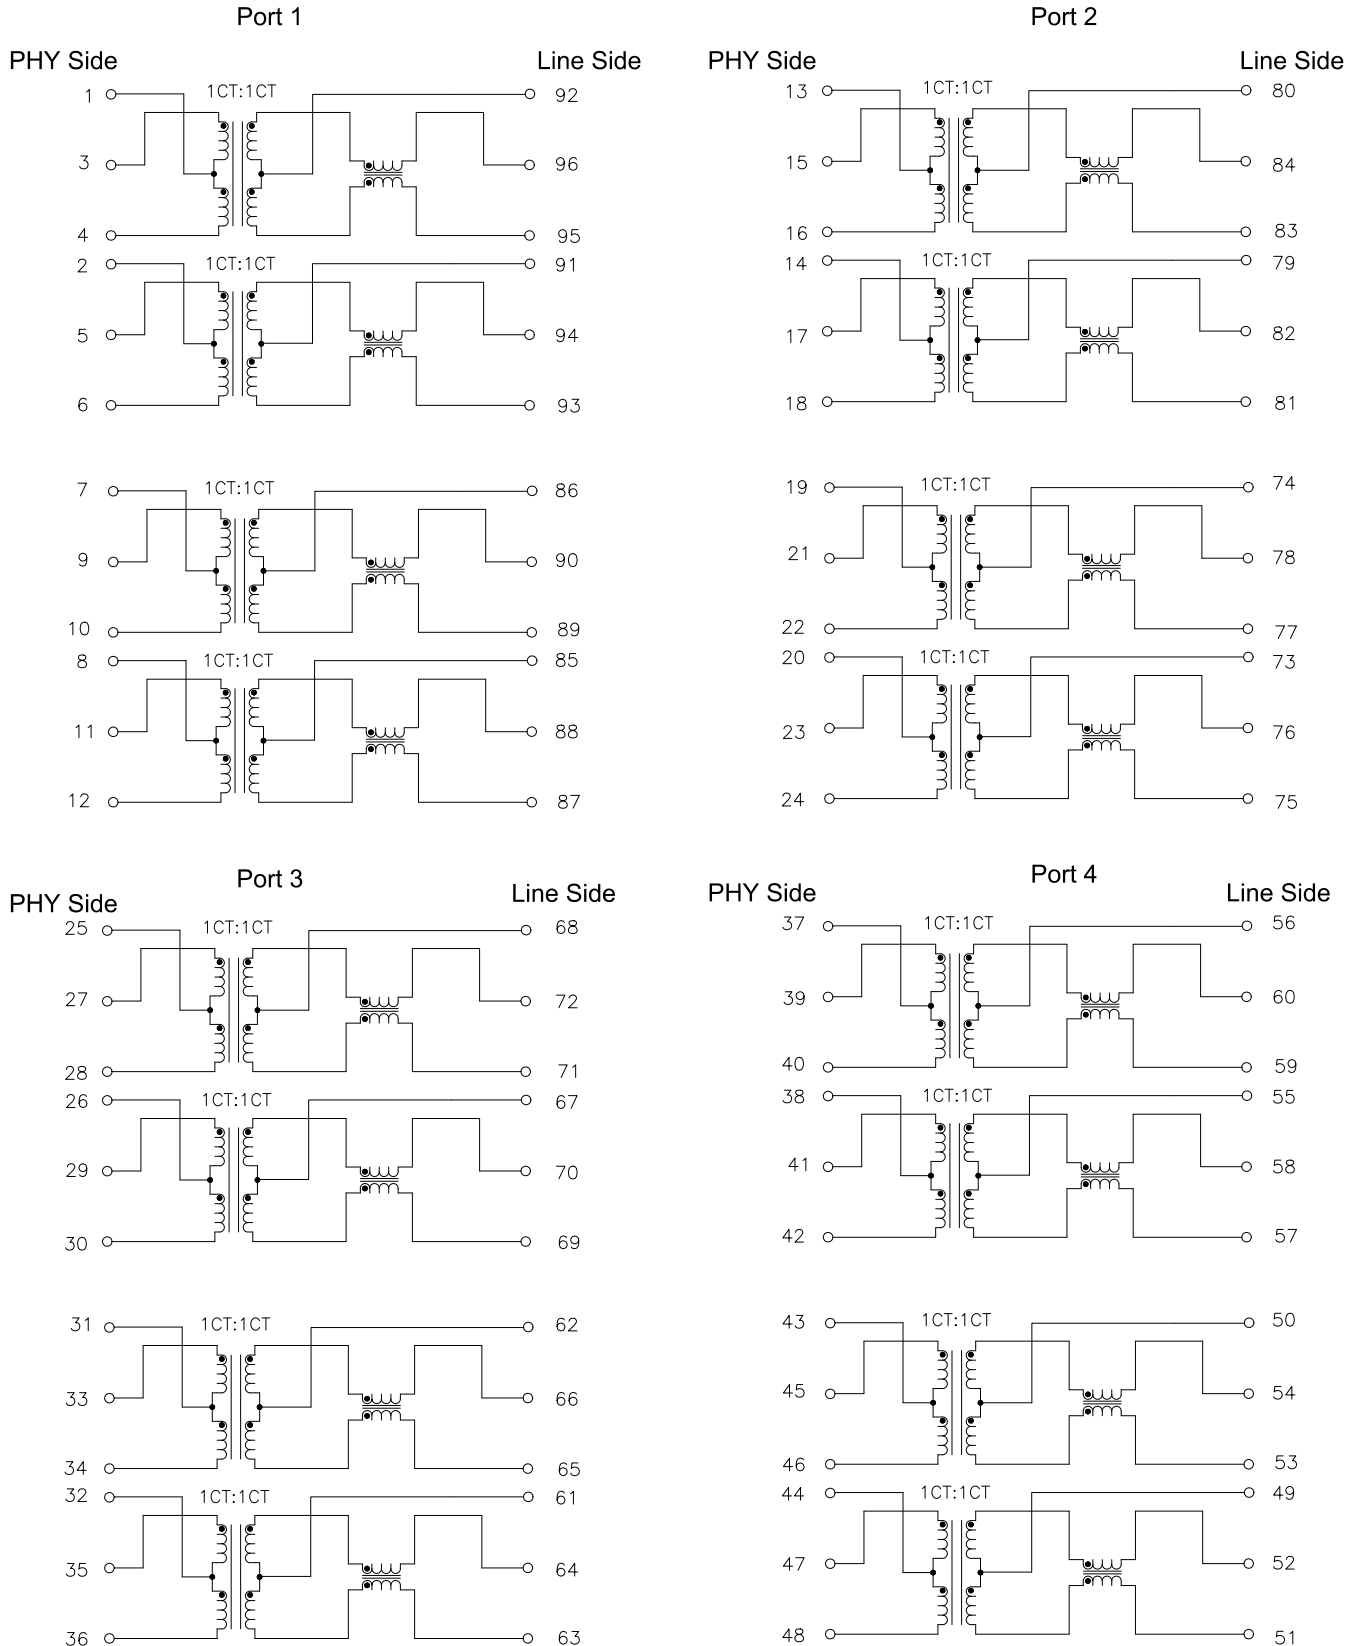 Port 1
PHY Side Line Side
1 1CT:1CT 92
3 96
4 95
2 1CT:1CT 91
5 94
6 93
7 1CT:1CT 86
9 90
10 89
8 1CT:1CT 85
11 88
12 87
Port 2
PHY Side Line Side
13 1CT:1CT 80
15 84
16 83
14 1CT:1CT 79
17 82
18 81
19 1CT:1CT 74
21 78
22 77
20 1CT:1CT 73
23 76
24 75
Port 3
PHY Side Line Side
25 1CT:1CT 68
27 72
28 71
26 1CT:1CT 67
29 70
30 69
31 1CT:1CT 62
33 66
34 65
32 1CT:1CT 61
35 64
36 63
Port 4
PHY Side Line Side
37 1CT:1CT 56
39 60
40 59
38 1CT:1CT 55
41 58
42 57
43 1CT:1CT 50
45 54
46 53
44 1CT:1CT 49
47 52
48 51